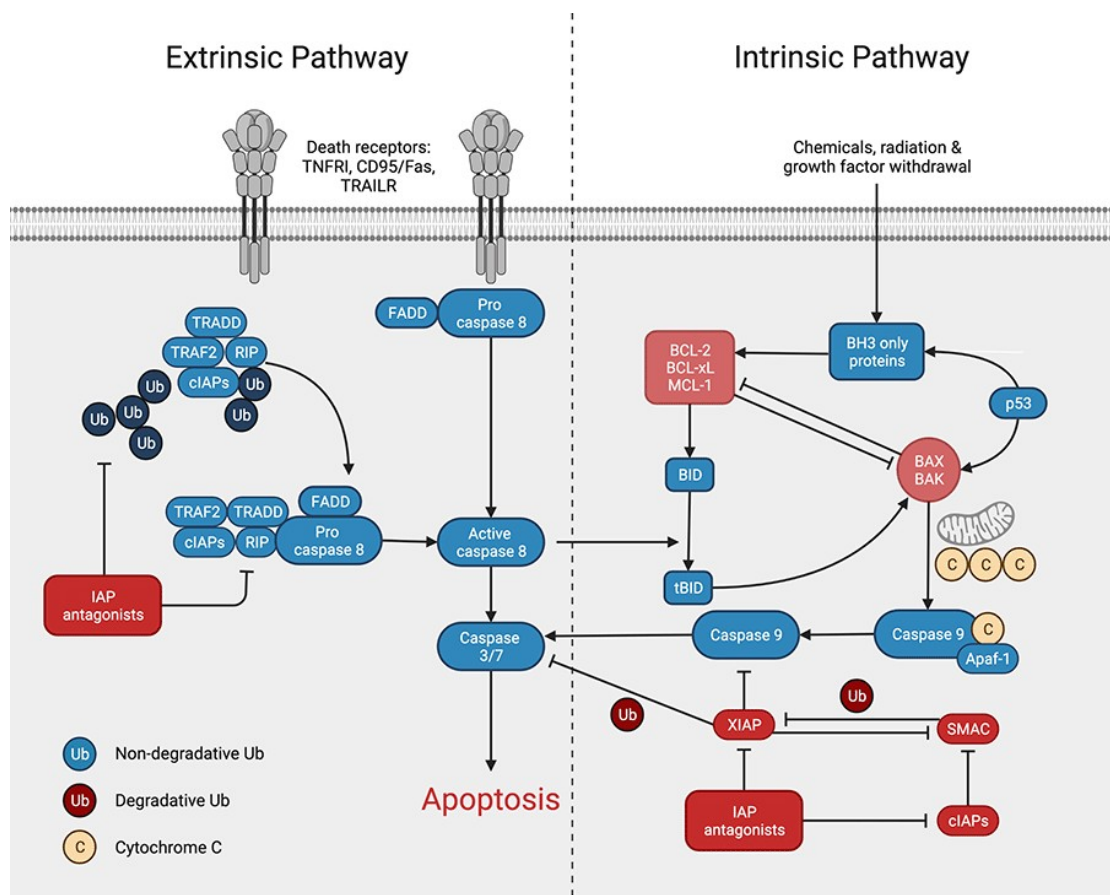 Extrinsic Pathway
Intrinsic Pathway
Death receptors:
TNFRI, CD95/Fas,
TRAILR
Chemicals, radiation &
growth factor withdrawal
FADD
Pro
caspase 8
TRADD
TRAF2
RIP
cIAPs
Ub
Ub
Ub
Ub
Ub
Ub
BCL-2
BCL-xL
MCL-1
BH3 only
proteins
p53
BAX
BAK
BID
tBID
C
C
C
TRAF2
TRADD
FADD
cIAPs
RIP
Pro
caspase 8
Active
caspase 8
IAP
antagonists
Caspase
3/7
Caspase 9
Caspase 9
C
Apaf-1
Ub
XIAP
Ub
SMAC
IAP
antagonists
cIAPs
Apoptosis
Ub
Non-degradative Ub
Ub
Degradative Ub
C
Cytochrome C